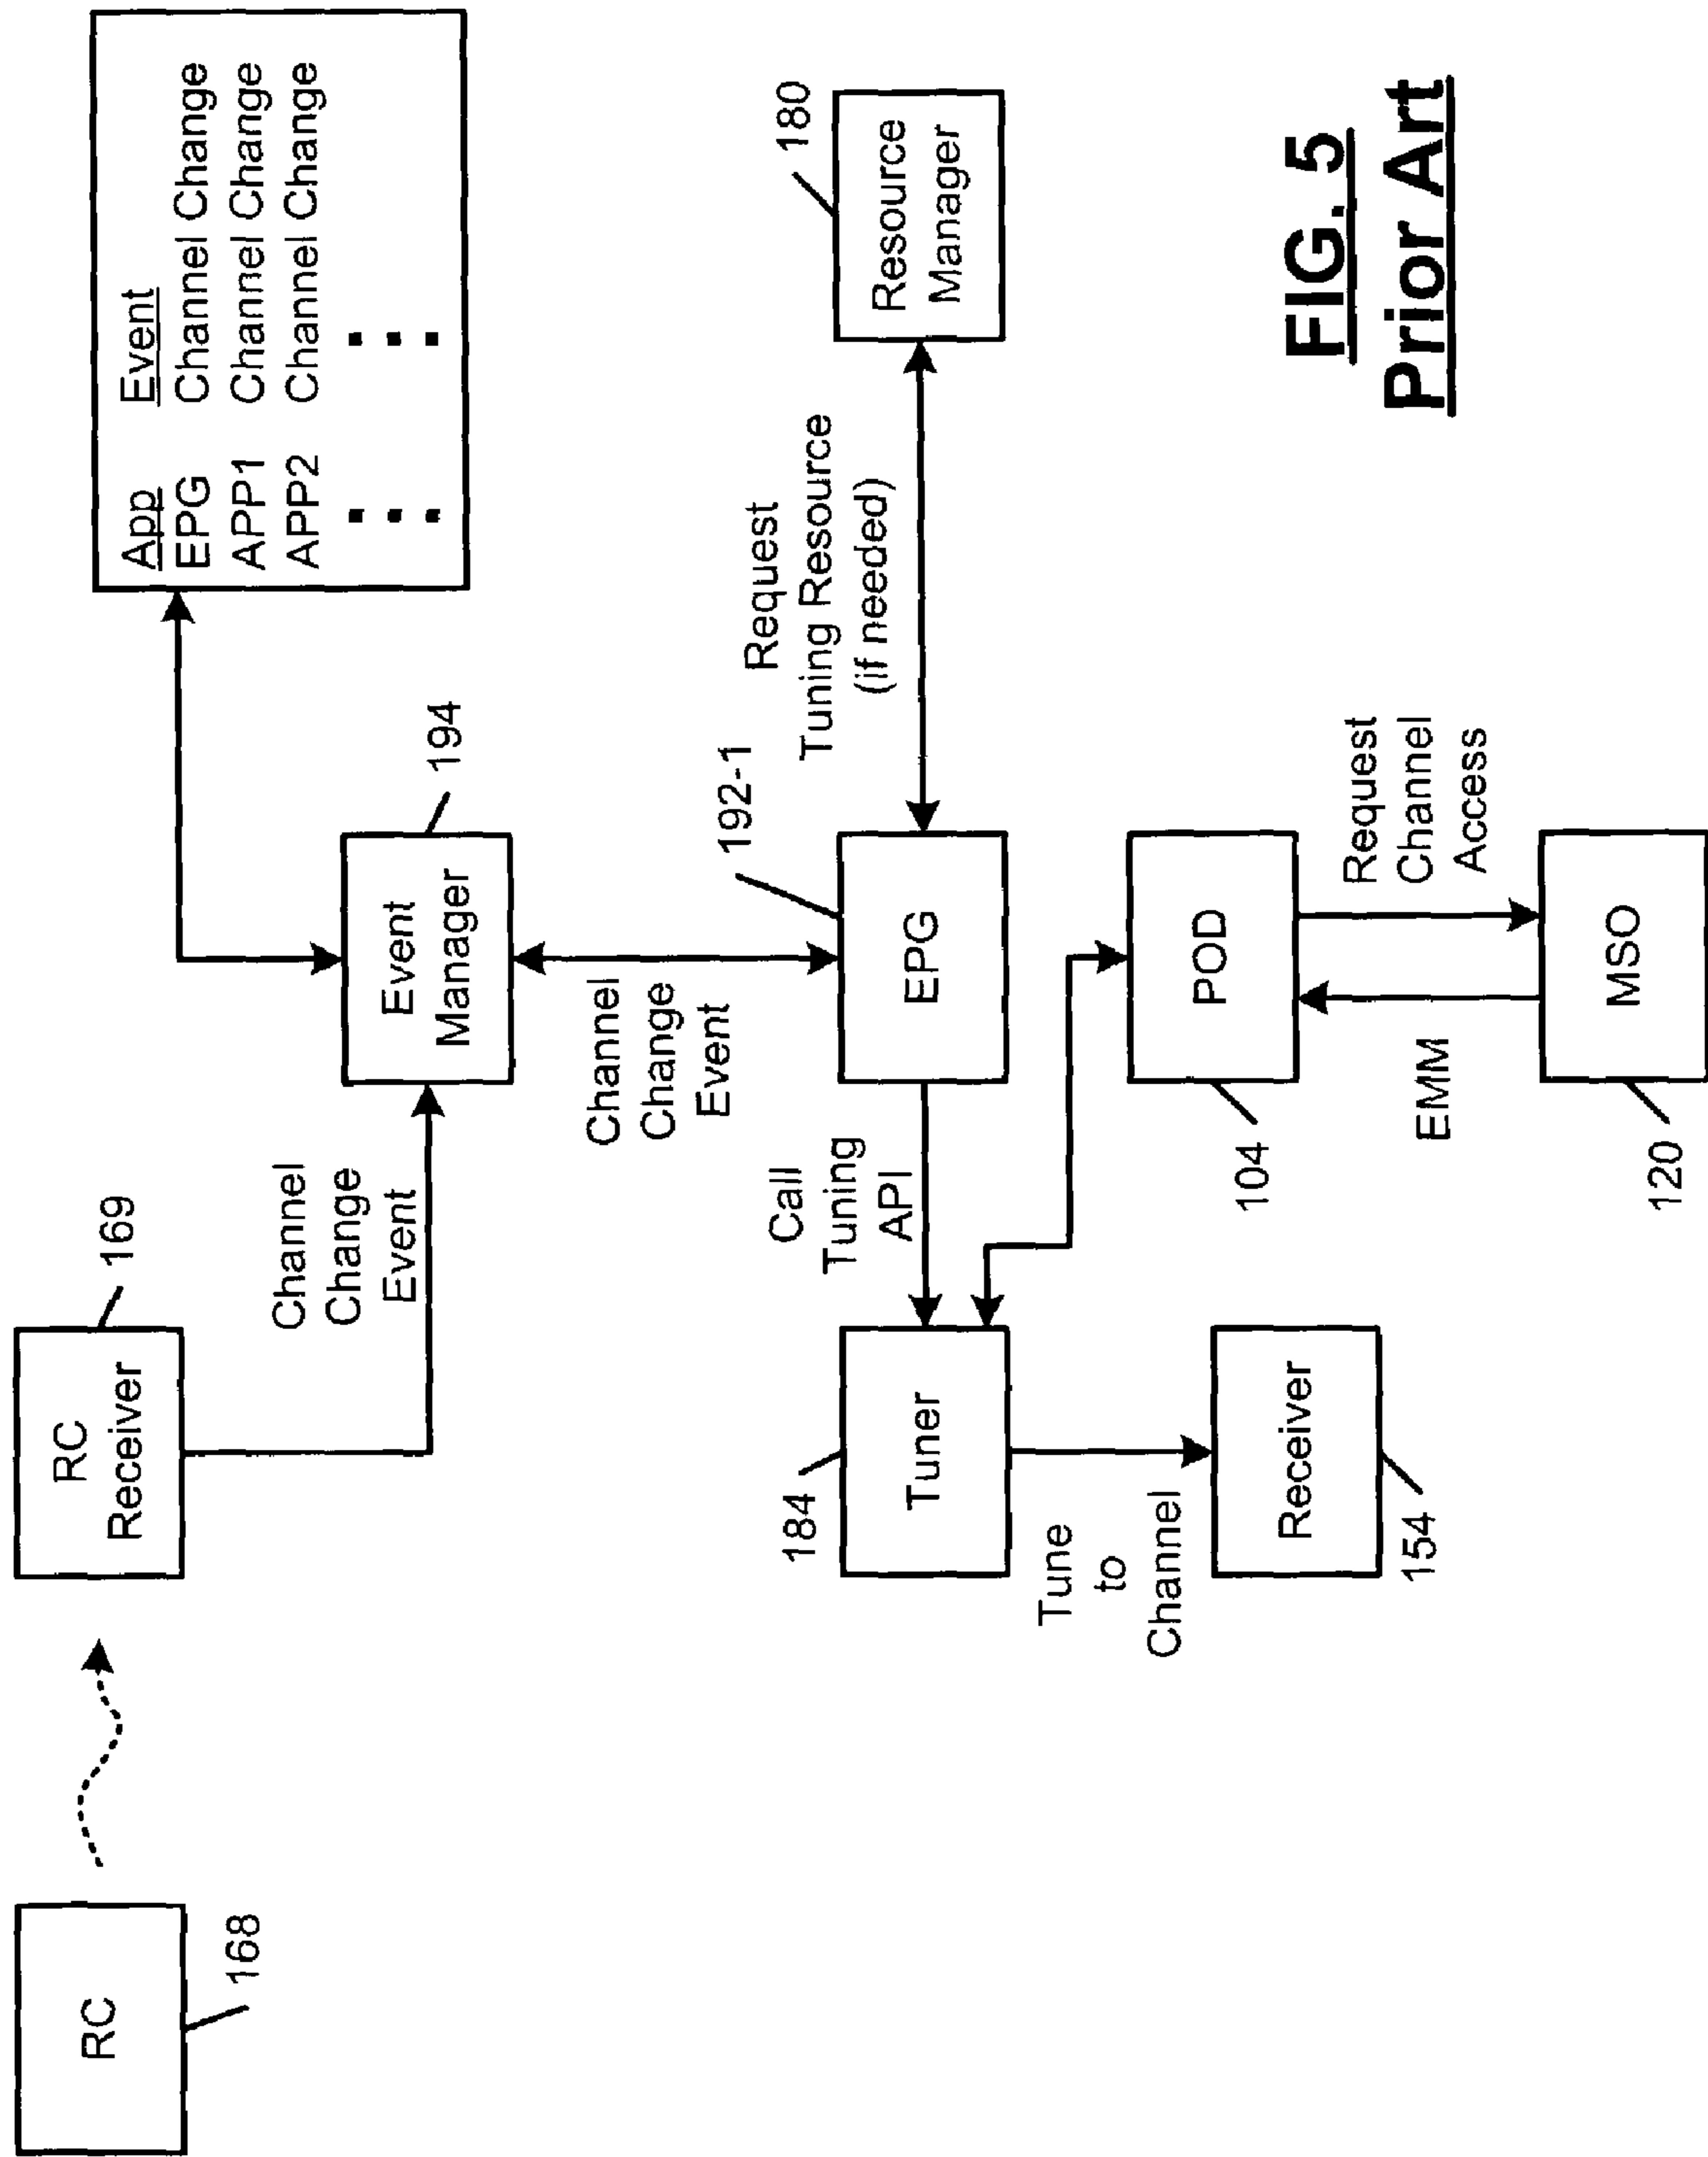 RC
168
RC
Receiver
169
Channel
Change
Event
Event
Manager
194
App Event
EPG Channel Change
APP1 Channel Change
APP2 Channel Change
Channel
Change
Event
184
Tuner
Call
Tuning
API
192-1
EPG
Request
Tuning Resource
(if needed)
180
Resource
Manager
Tune
to
Channel
Receiver
154
POD
104
EMM
Request
Channel
Access
MSO
120
FIG. 5
Prior Art